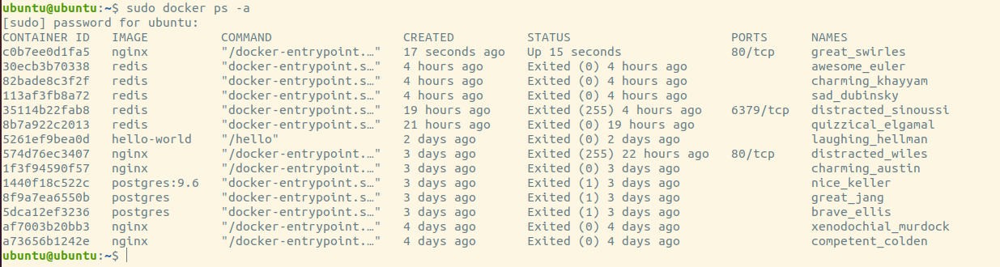 ubuntu@ubuntu:~$ sudo docker ps -a
[sudo] password for ubuntu:
CONTAINER ID   IMAGE          COMMAND                  CREATED          STATUS                      PORTS      NAMES
c0b7ee0d1fa5   nginx          "/docker-entrypoint.…"   17 seconds ago   Up 15 seconds               80/tcp     great_swirles
30ecb3b70338   redis          "docker-entrypoint.s…"   4 hours ago      Exited (0) 4 hours ago                 awesome_euler
82bade8c3f2f   redis          "docker-entrypoint.s…"   4 hours ago      Exited (0) 4 hours ago                 charming_khayyam
113af3fb8a72   redis          "docker-entrypoint.s…"   4 hours ago      Exited (0) 4 hours ago                 sad_dubinsky
35114b22fab8   redis          "docker-entrypoint.s…"   19 hours ago     Exited (255) 4 hours ago    6379/tcp   distracted_sinoussi
8b7a922c2013   redis          "docker-entrypoint.s…"   21 hours ago     Exited (0) 19 hours ago                quizzical_elgamal
5261ef9bea0d   hello-world    "/hello"                 2 days ago       Exited (0) 2 days ago                  laughing_hellman
574d76ec3407   nginx          "/docker-entrypoint.…"   3 days ago       Exited (255) 22 hours ago   80/tcp     distracted_wiles
1f3f94590f57   nginx          "/docker-entrypoint.…"   3 days ago       Exited (0) 3 days ago                  charming_austin
1440f18c522c   postgres:9.6   "docker-entrypoint.s…"   3 days ago       Exited (1) 3 days ago                  nice_keller
8f9a7ea6550b   postgres       "docker-entrypoint.s…"   3 days ago       Exited (1) 3 days ago                  great_jang
5dca12ef3236   postgres       "docker-entrypoint.s…"   3 days ago       Exited (1) 3 days ago                  brave_ellis
af7003b20bb3   nginx          "/docker-entrypoint.…"   4 days ago       Exited (0) 4 days ago                  xenodochial_murdock
a73656b1242e   nginx          "/docker-entrypoint.…"   4 days ago       Exited (0) 4 days ago                  competent_colden
ubuntu@ubuntu:~$